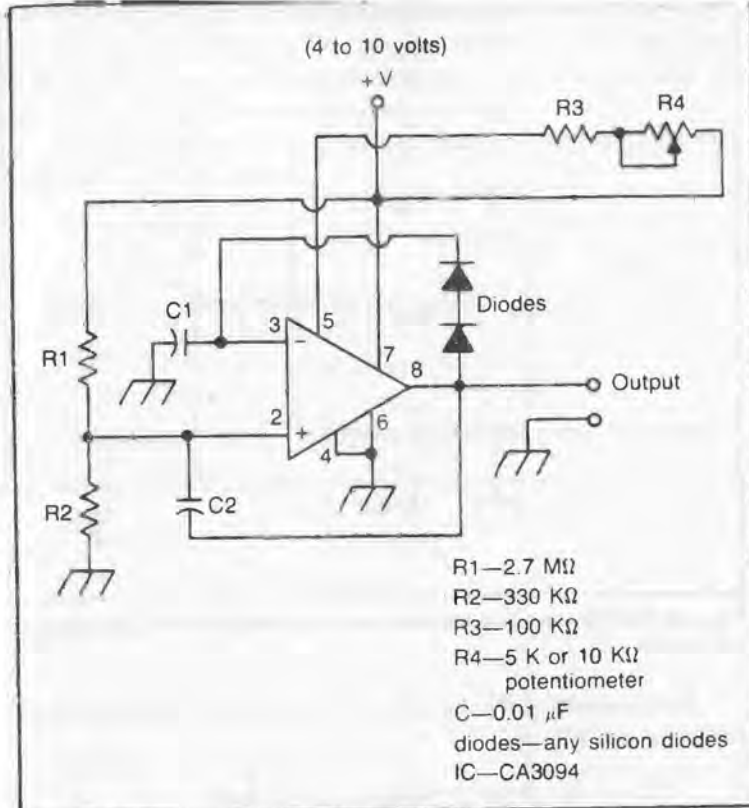 (4 to 10 volts)
+ V
R3
R4
C1
3
−
5
Diodes
7
8
R1
Output
2
+
6
4
R2
C2
R1—2.7 MΩ
R2—330 KΩ
R3—100 KΩ
R4—5 K or 10 KΩ
potentiometer
C—0.01 μF
diodes—any silicon diodes
IC—CA3094